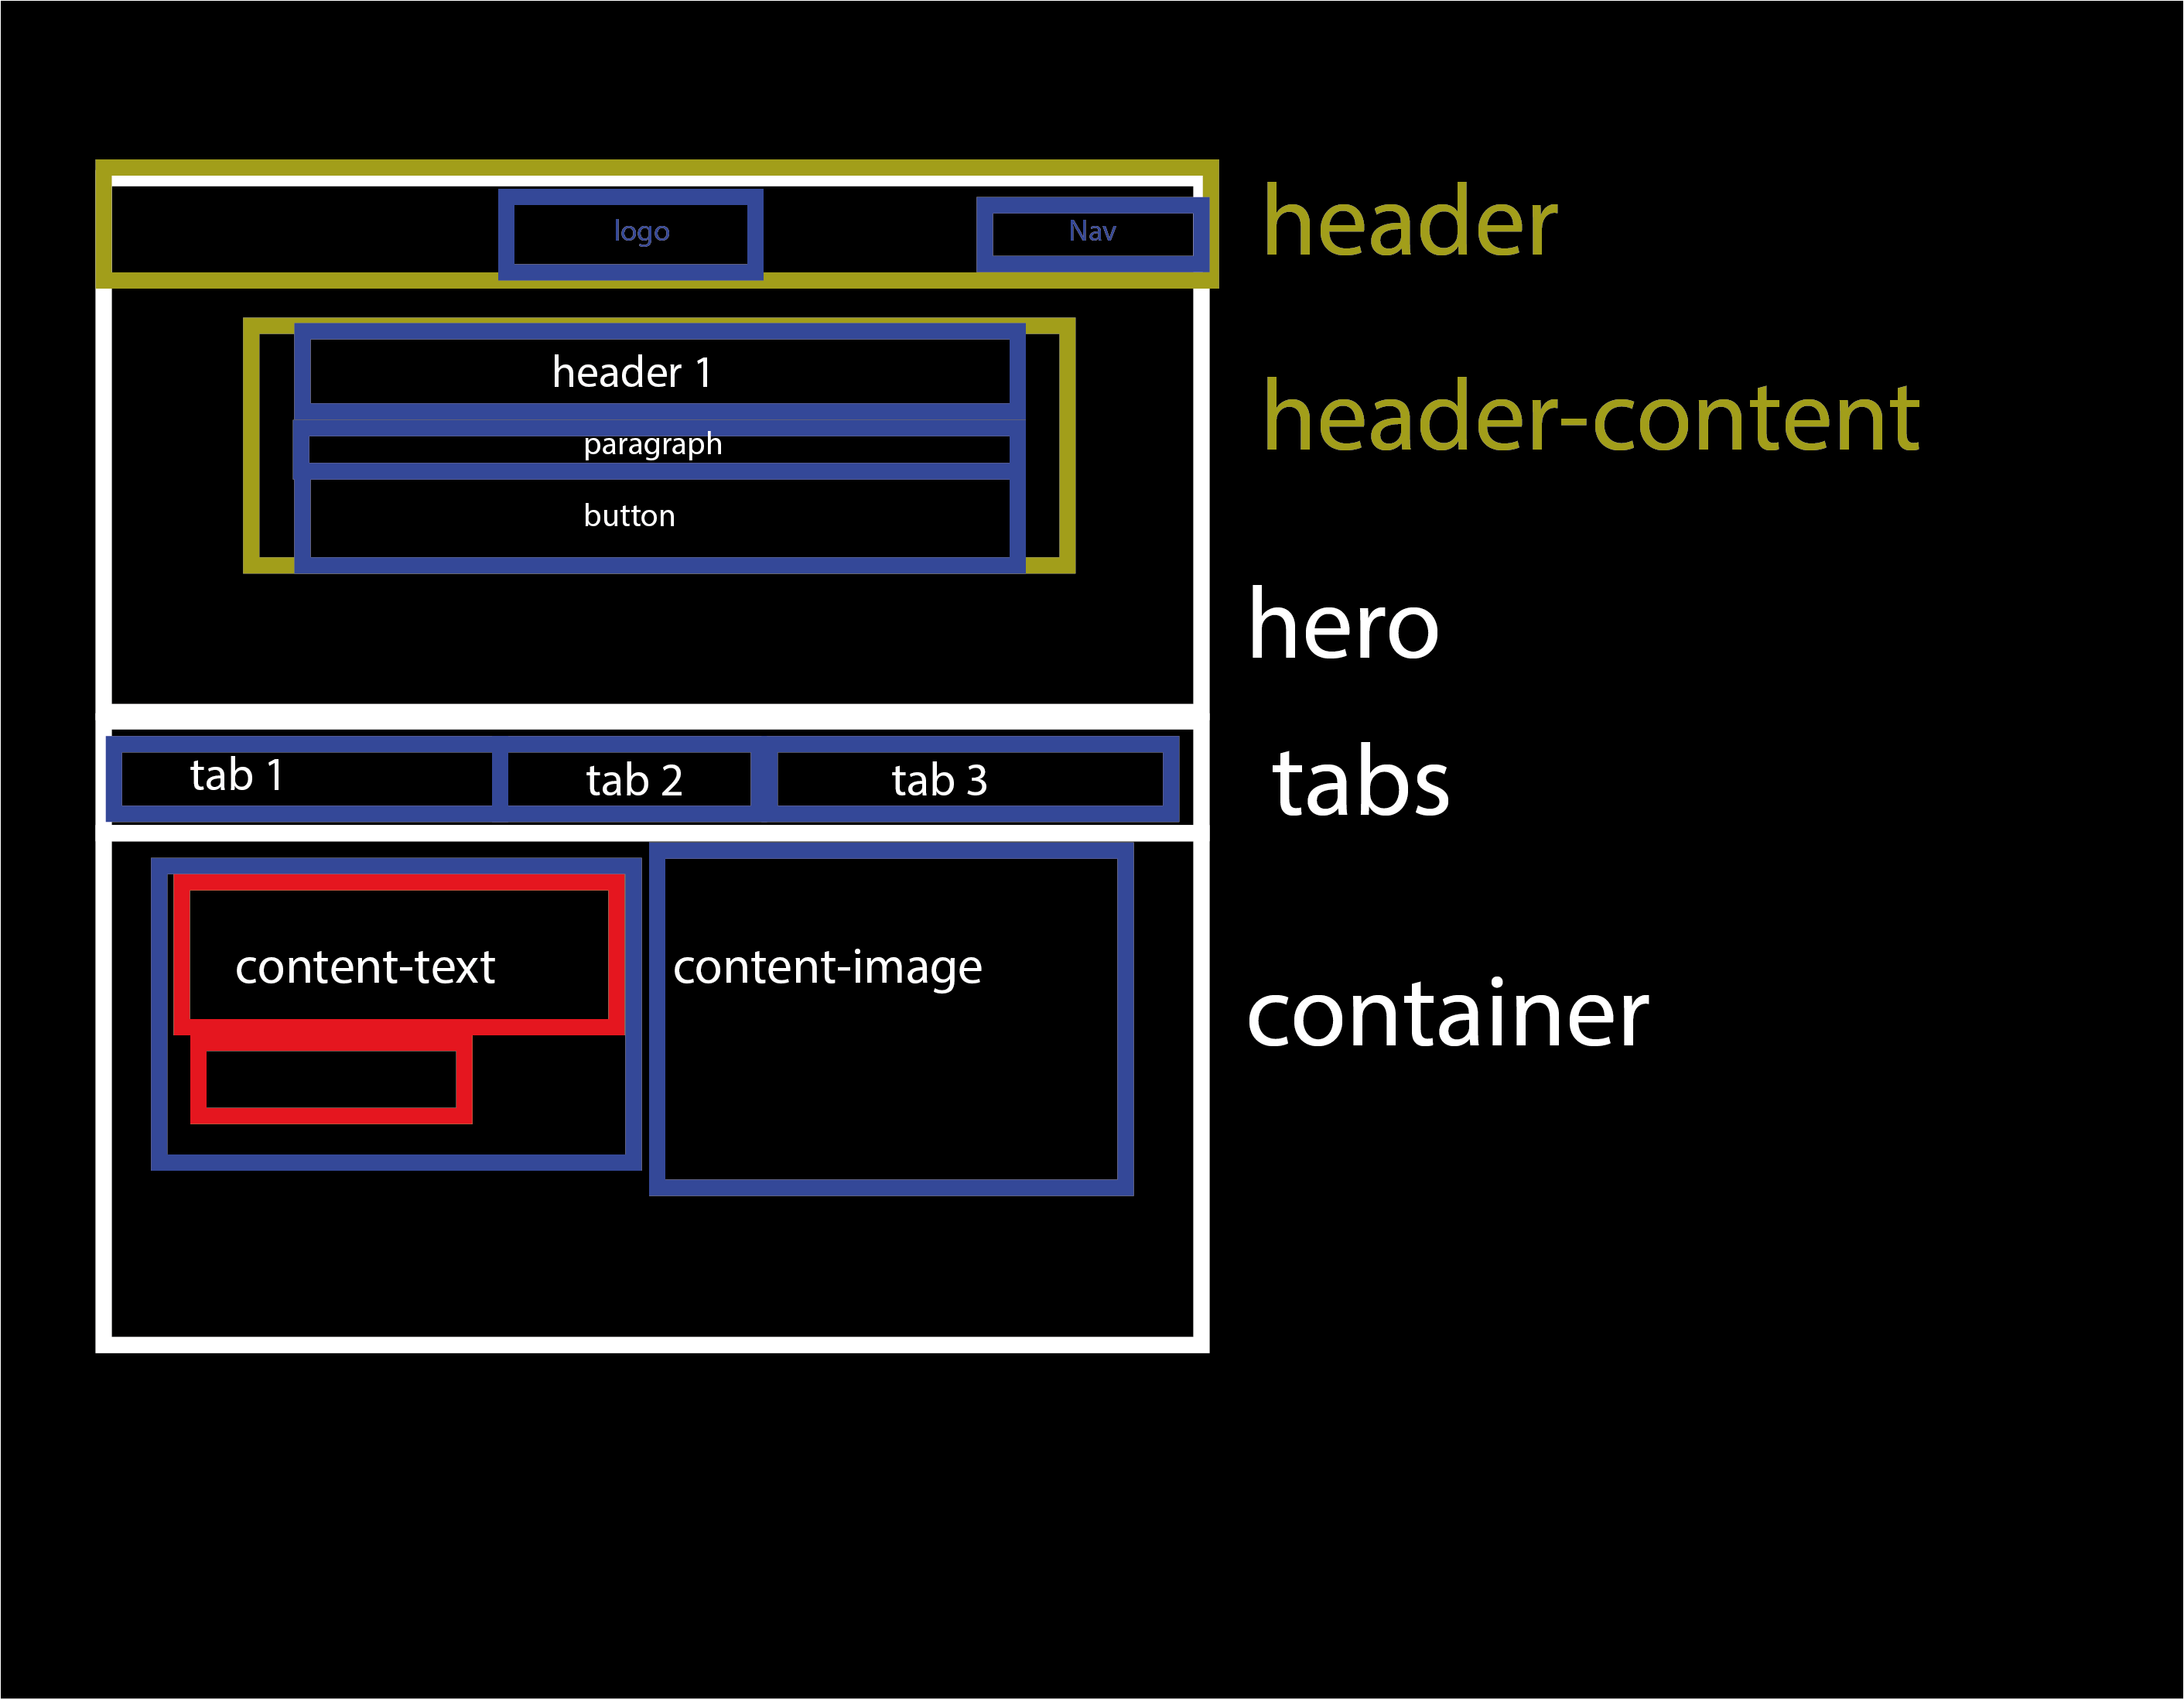 logo
Nav
header
header 1
header-content
paragraph
button
hero
tab 1
tab 2
tab 3
tabs
content-text
content-image
container